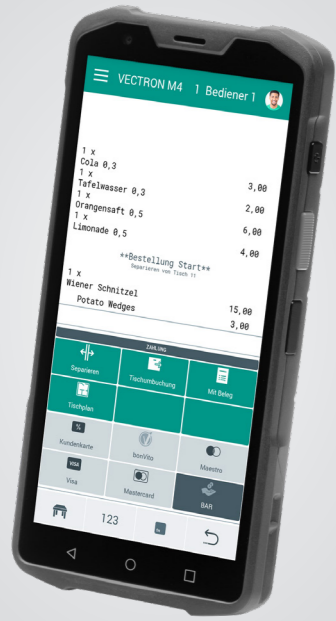 VECTRON M4 1 Bediener 1
1 x
Cola 0,3 3,00
1 x
Tafelwasser 0,3 2,00
1 x
Orangensaft 0,5 6,00
1 x
Limonade 0,5 4,00
**Bestellung Start**
Separieren von Tisch 11
1 x
Wiener Schnitzel 15,00
Potato Wedges 3,00
ZAHLUNG
Separieren Tischumbuchung Mit Beleg
Tischplan
%
Kundenkarte bonVito Maestro
VISA
Visa Mastercard BAR
123